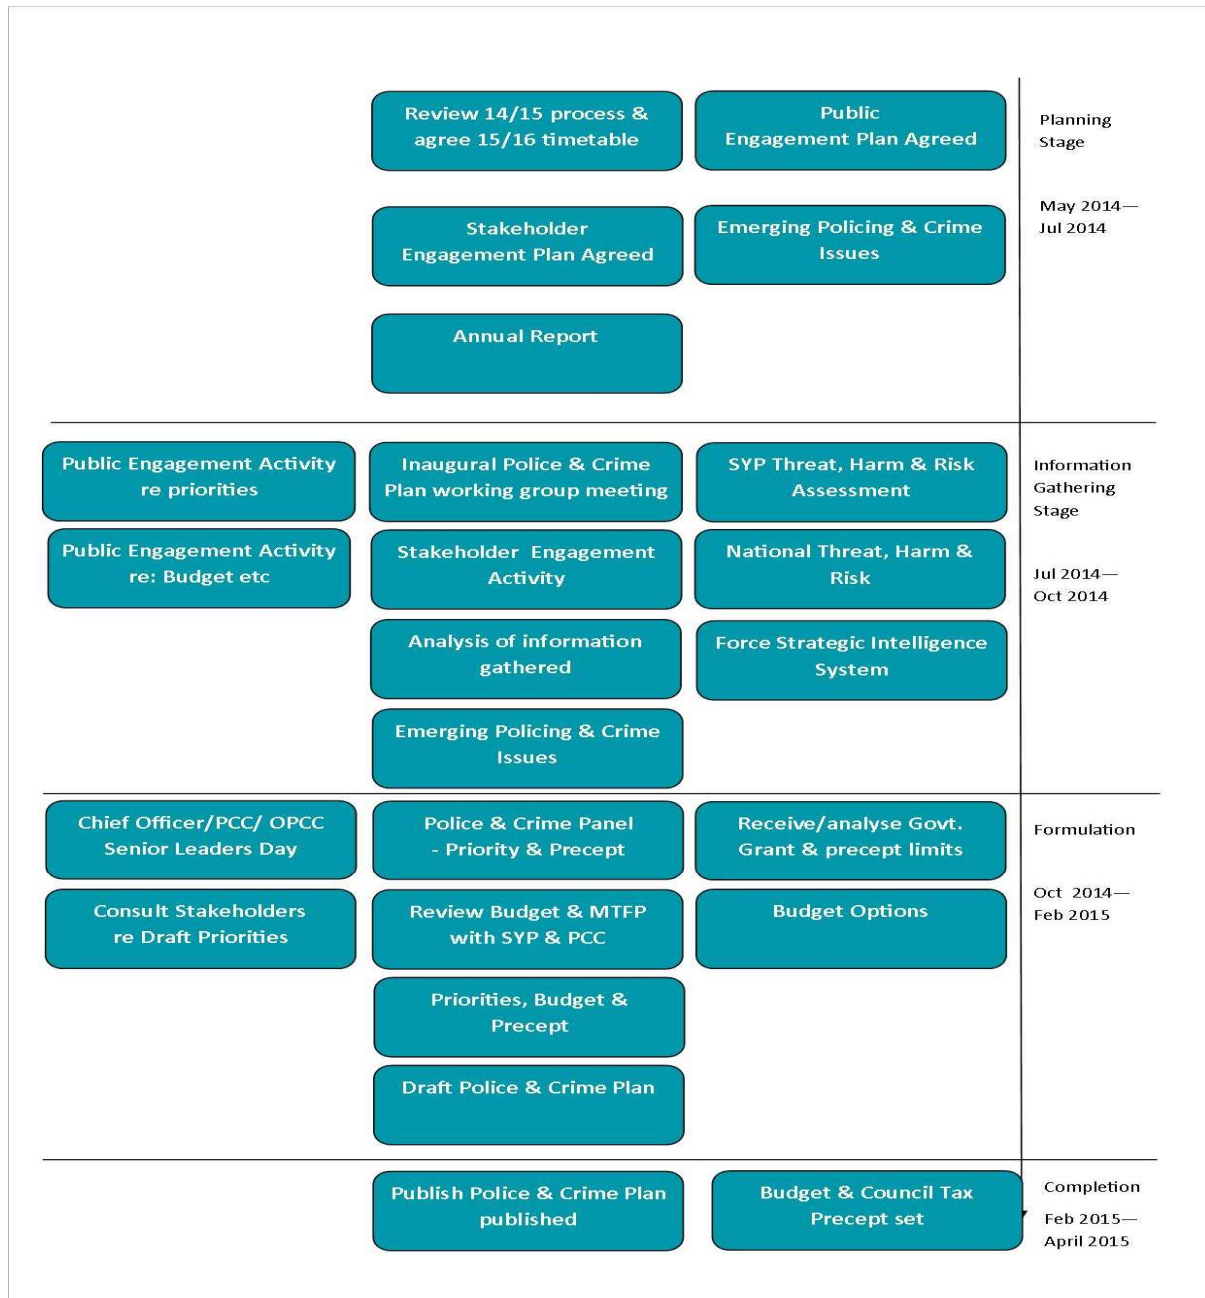 Review 14/15 process &
agree 15/16 timetable
Public
Engagement Plan Agreed
Planning
Stage
May 2014—
Jul 2014
Stakeholder
Engagement Plan Agreed
Emerging Policing & Crime
Issues
Annual Report
Public Engagement Activity
re priorities
Inaugural Police & Crime
Plan working group meeting
SYP Threat, Harm & Risk
Assessment
Information
Gathering
Stage
Public Engagement Activity
re: Budget etc
Stakeholder Engagement
Activity
National Threat, Harm &
Risk
Jul 2014—
Oct 2014
Analysis of information
gathered
Force Strategic Intelligence
System
Emerging Policing & Crime
Issues
Chief Officer/PCC/ OPCC
Senior Leaders Day
Police & Crime Panel
- Priority & Precept
Receive/analyse Govt.
Grant & precept limits
Formulation
Consult Stakeholders
re Draft Priorities
Review Budget & MTFP
with SYP & PCC
Budget Options
Oct 2014—
Feb 2015
Priorities, Budget &
Precept
Draft Police & Crime Plan
Publish Police & Crime Plan
published
Budget & Council Tax
Precept set
Completion
Feb 2015—
April 2015